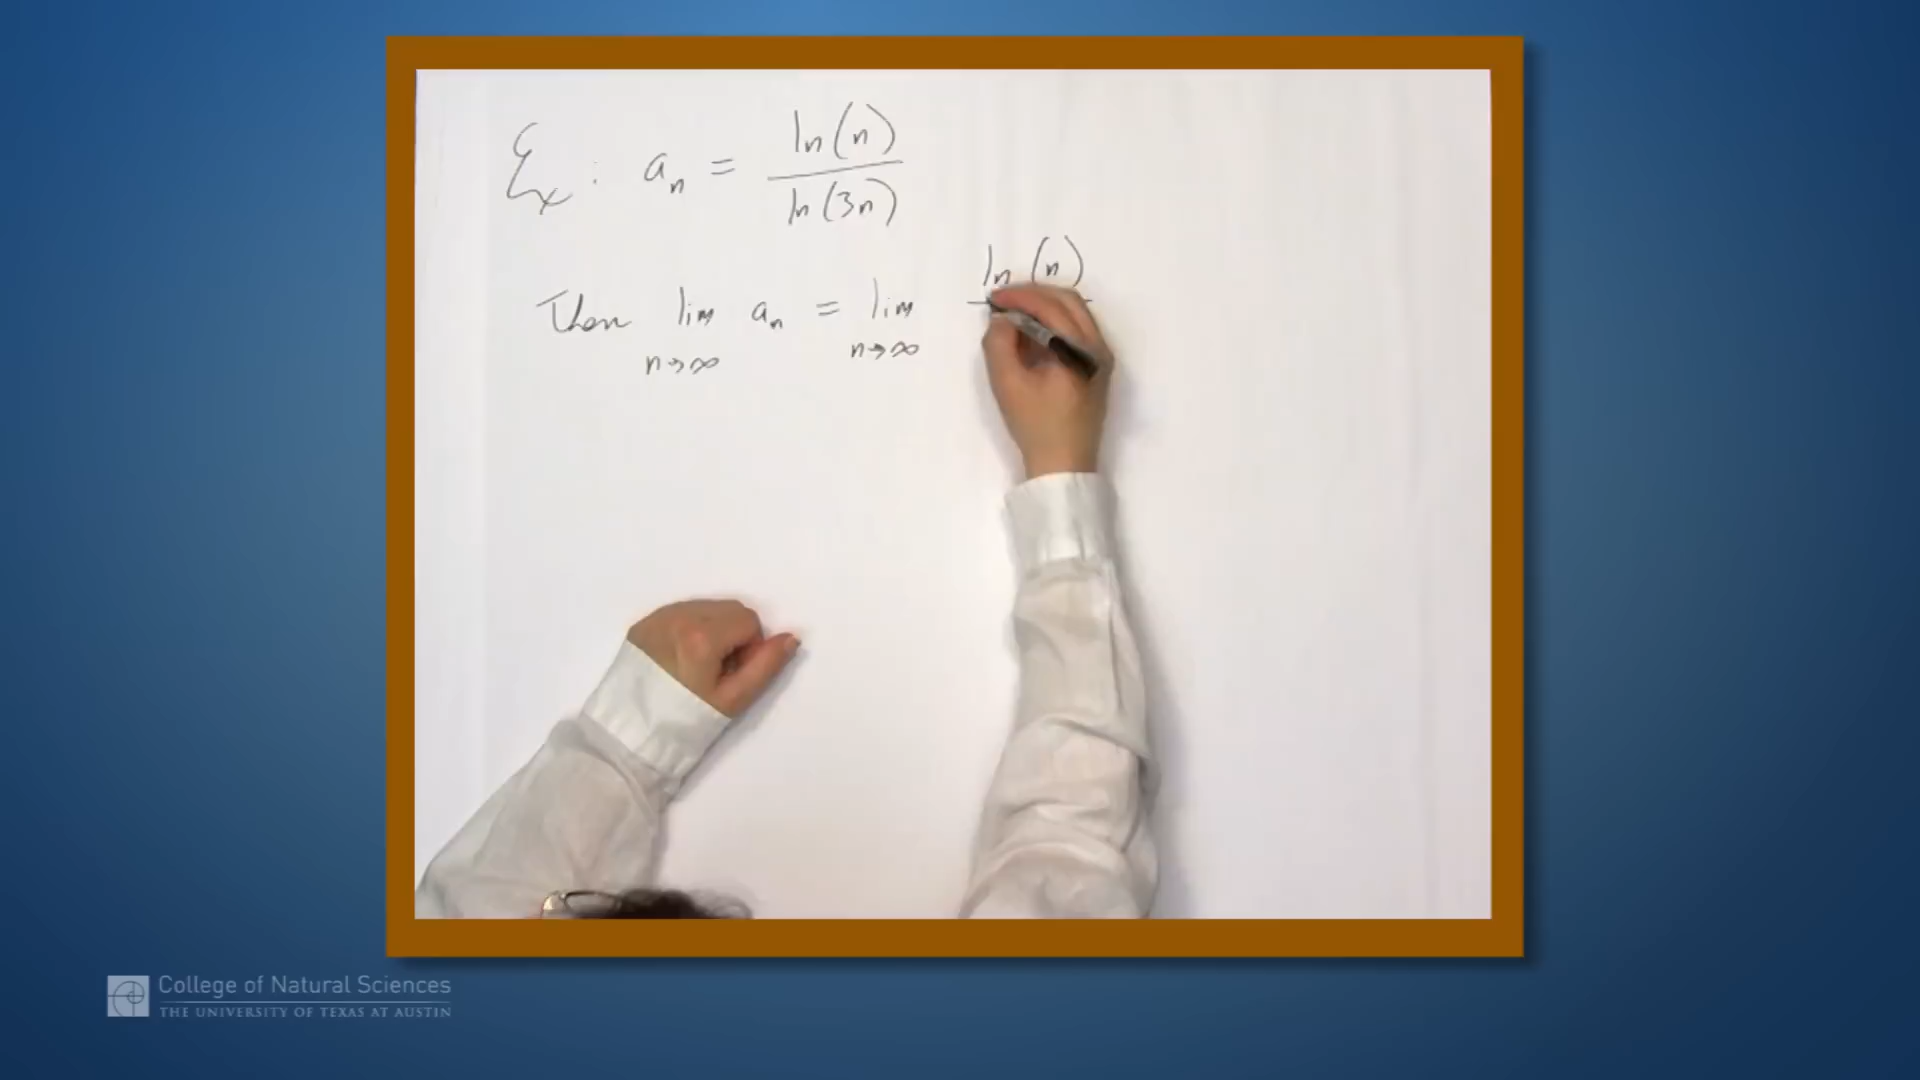 Ex: aₙ = ln(n) / ln(3n)
Then lim n→∞ aₙ = lim n→∞ ln(n)
College of Natural Sciences
THE UNIVERSITY OF TEXAS AT AUSTIN